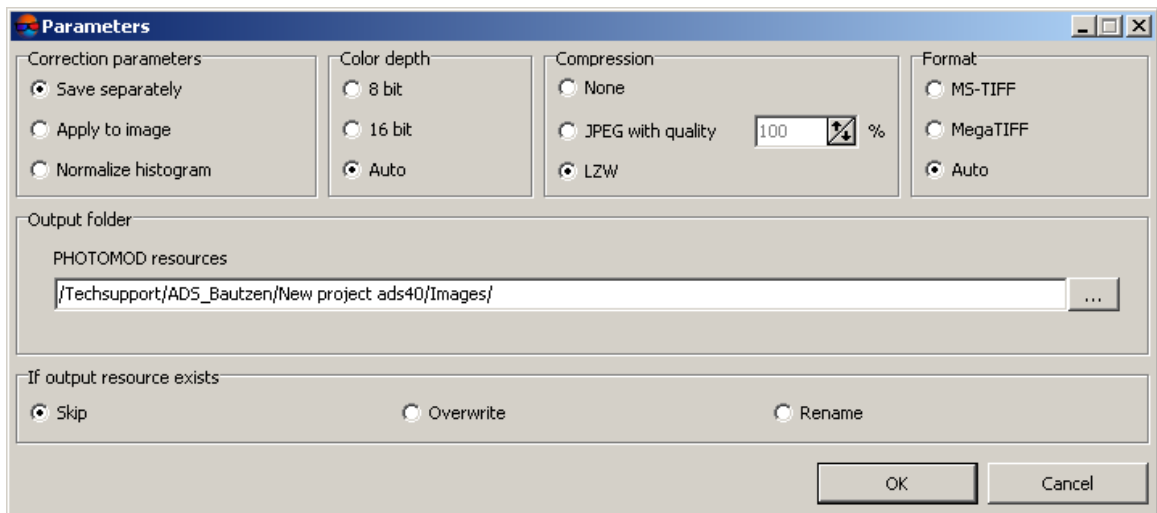 Parameters
Correction parameters
Save separately
Apply to image
Normalize histogram
Color depth
8 bit
16 bit
Auto
Compression
None
JPEG with quality 100 %
LZW
Format
MS-TIFF
MegaTIFF
Auto
Output folder
PHOTOMOD resources
/Techsupport/ADS_Bautzen/New project ads40/Images/
...
If output resource exists
Skip
Overwrite
Rename
OK
Cancel